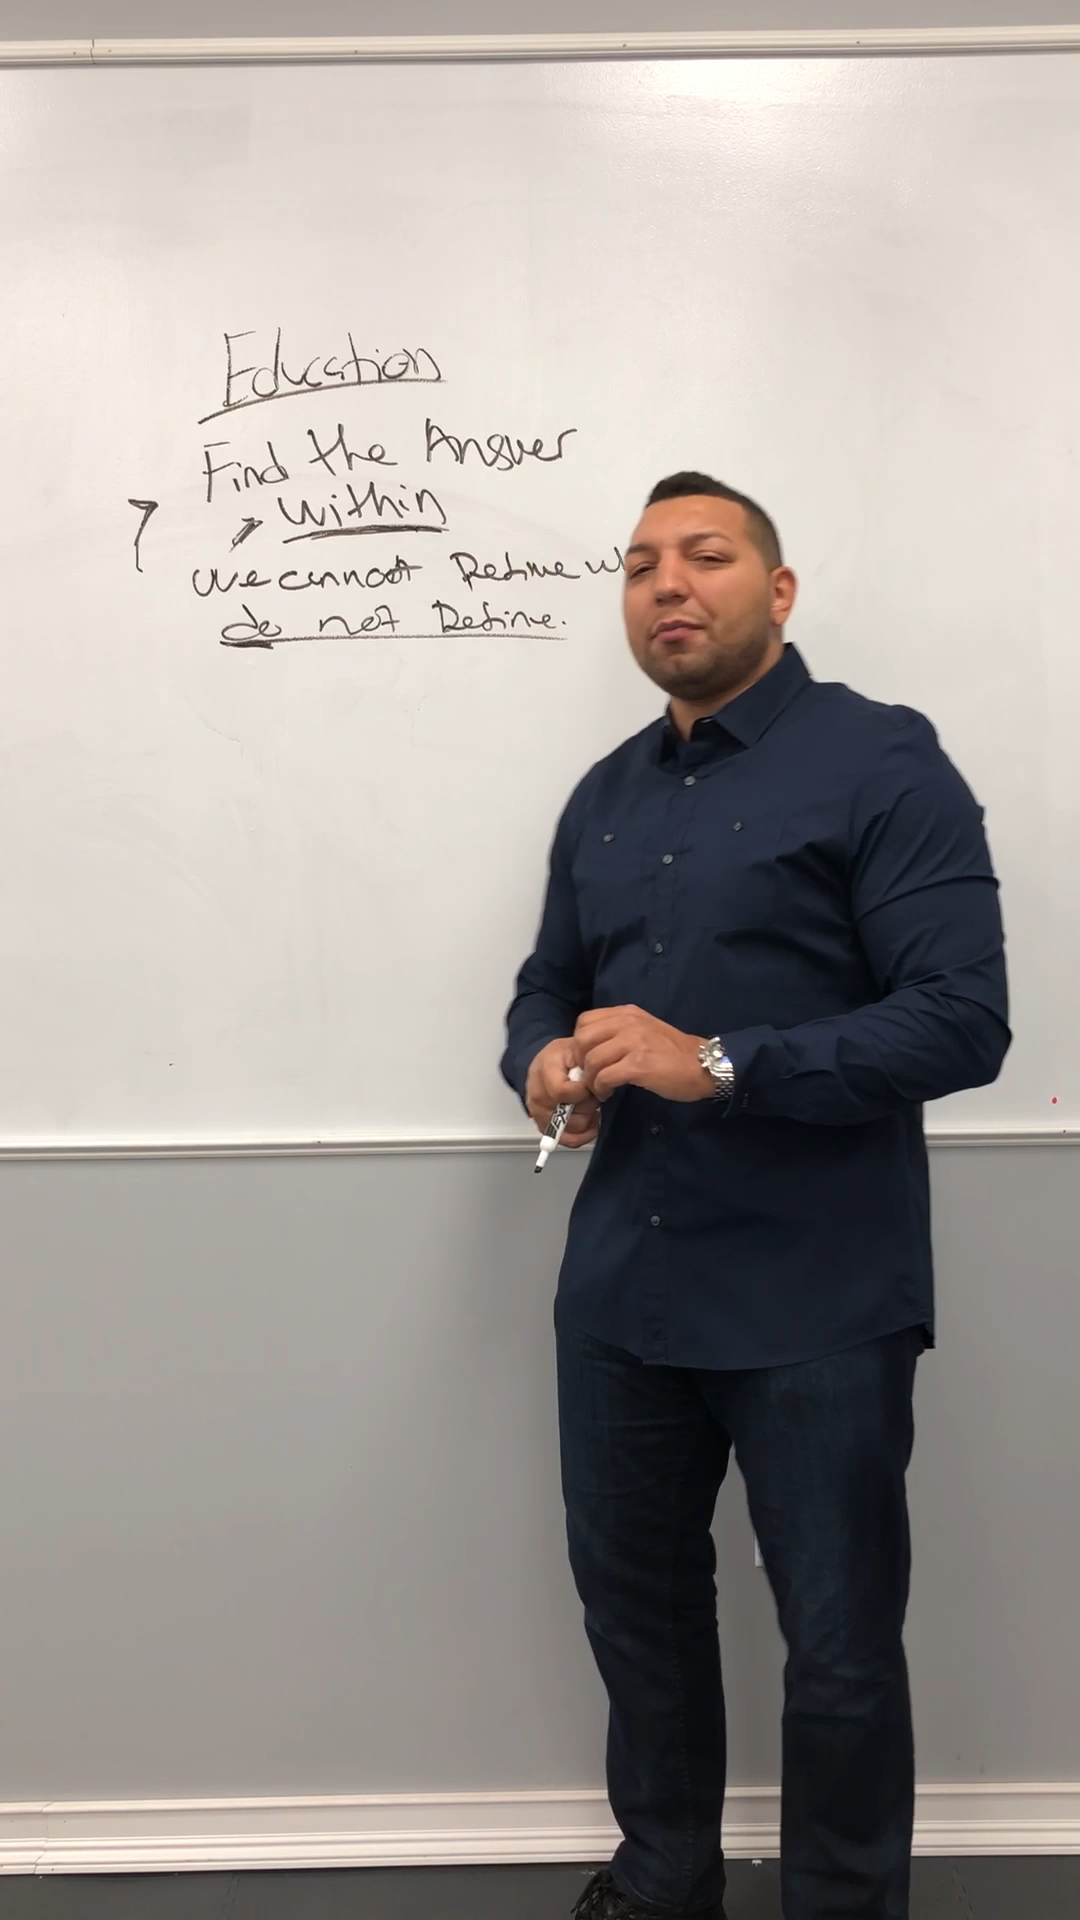 Education
Find the Answer
Within
we cannot Define
do not Define.